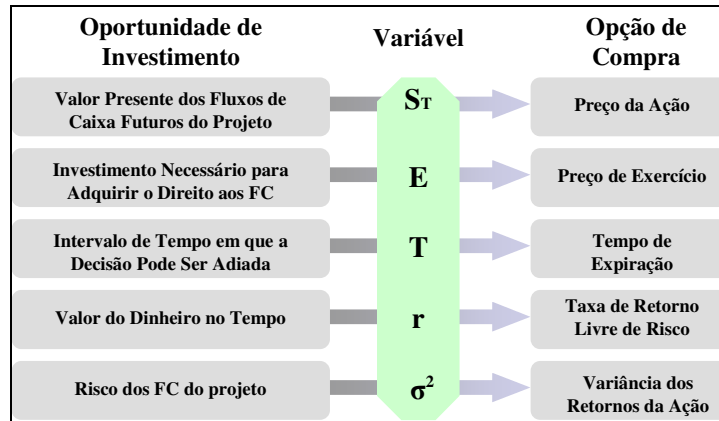 Oportunidade de
Investimento
Variável
Opção de
Compra
Valor Presente dos Fluxos de
Caixa Futuros do Projeto
S_T
Preço da Ação
Investimento Necessário para
Adquirir o Direito aos FC
E
Preço de Exercício
Intervalo de Tempo em que a
Decisão Pode Ser Adiada
T
Tempo de
Expiração
Valor do Dinheiro no Tempo
r
Taxa de Retorno
Livre de Risco
Risco dos FC do projeto
σ²
Variância dos
Retornos da Ação